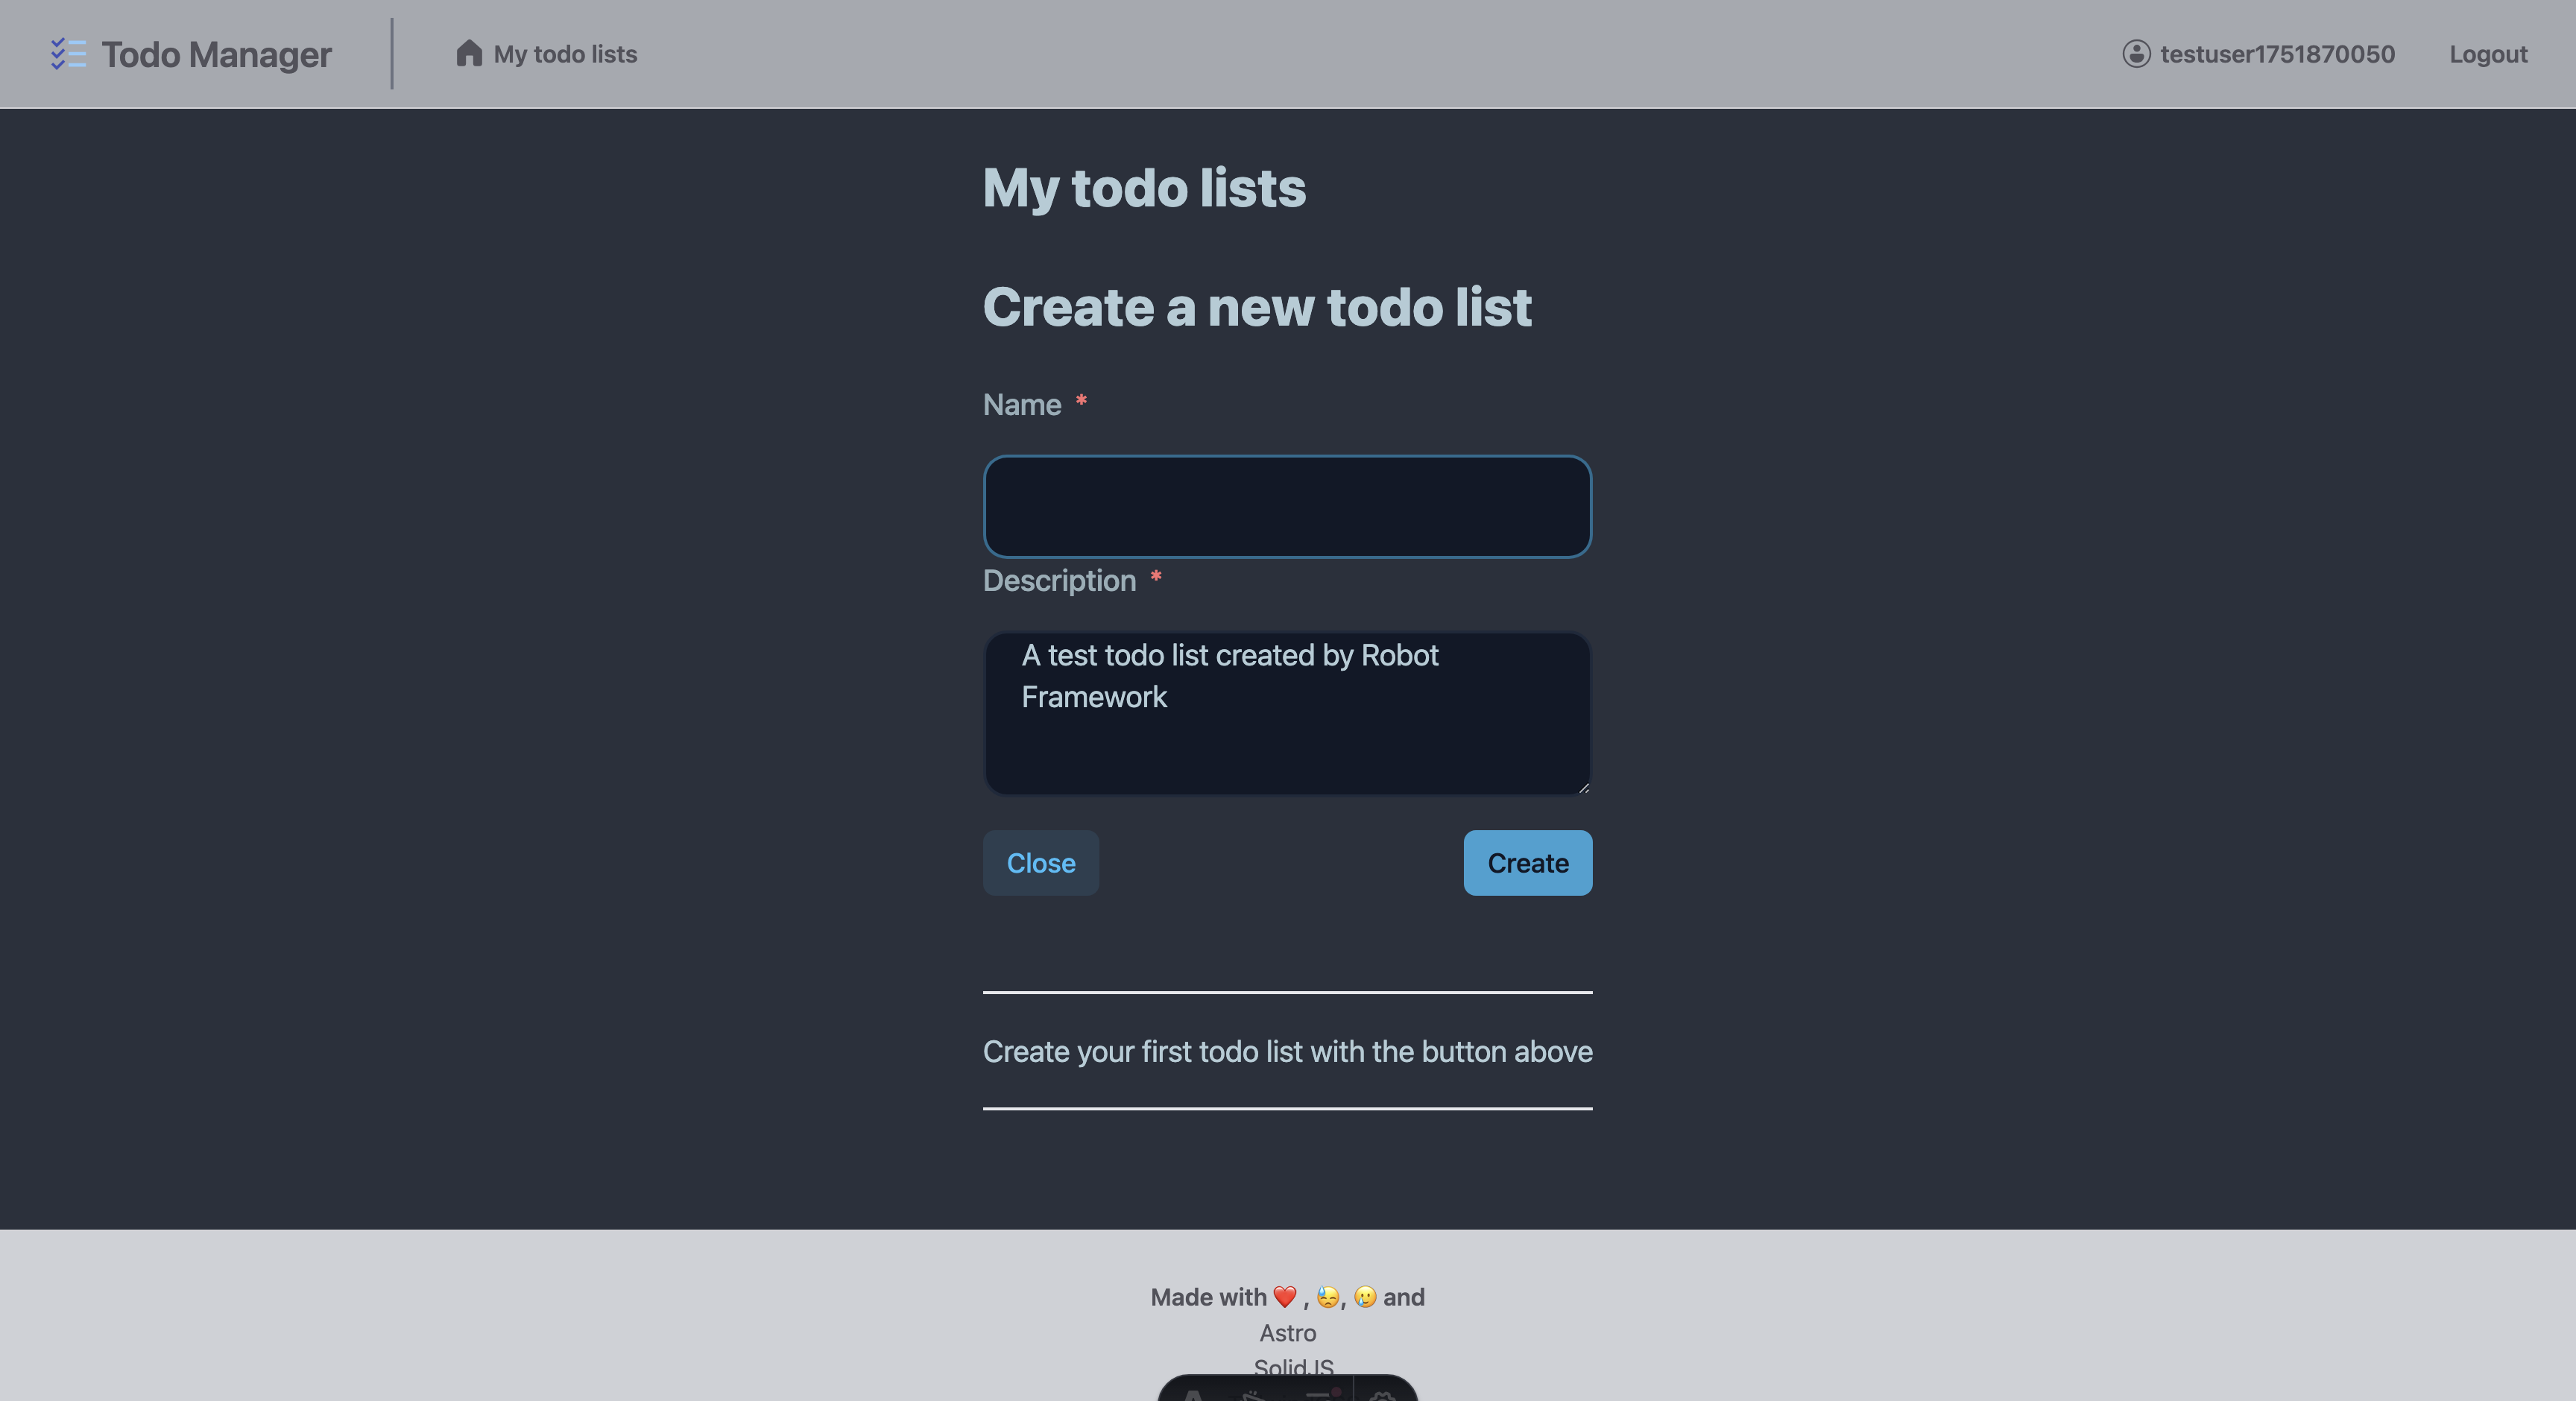 Todo Manager
My todo lists
testuser1751870050
Logout
My todo lists
Create a new todo list
Name *
Description *
A test todo list created by Robot
Framework
Close
Create
Create your first todo list with the button above
Made with ❤️ , 😓, 🥲 and
Astro
SolidJS